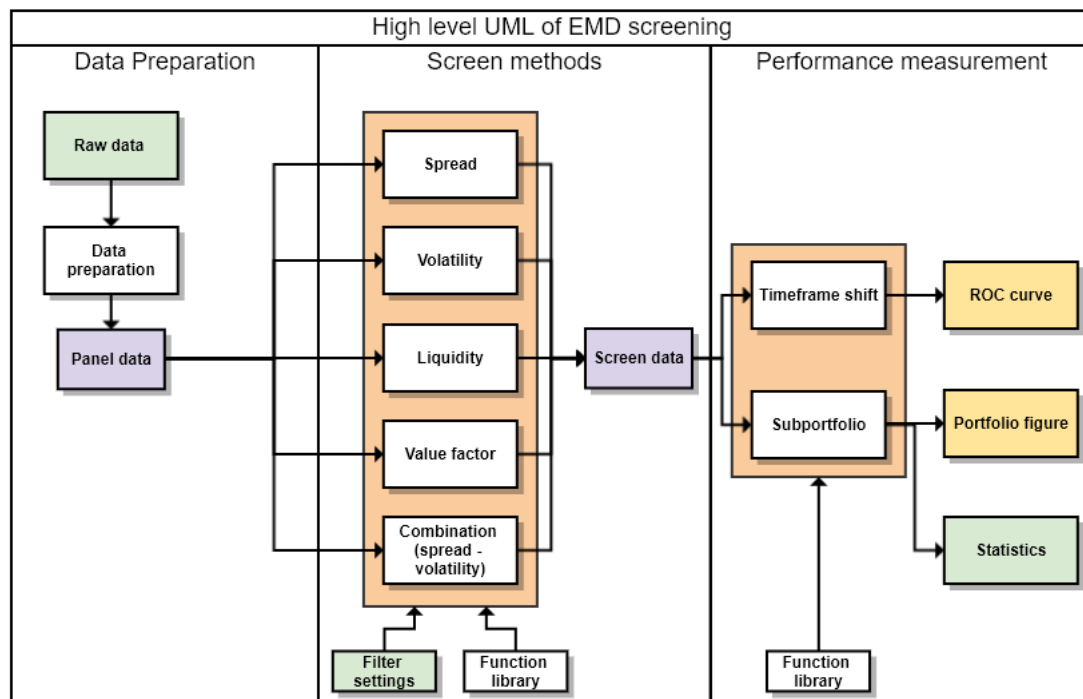 High level UML of EMD screening
Data Preparation
Screen methods
Performance measurement
Raw data
Data
preparation
Panel data
Spread
Volatility
Liquidity
Value factor
Combination
(spread -
volatility)
Filter
settings
Function
library
Screen data
Timeframe shift
Subportfolio
Function
library
ROC curve
Portfolio figure
Statistics